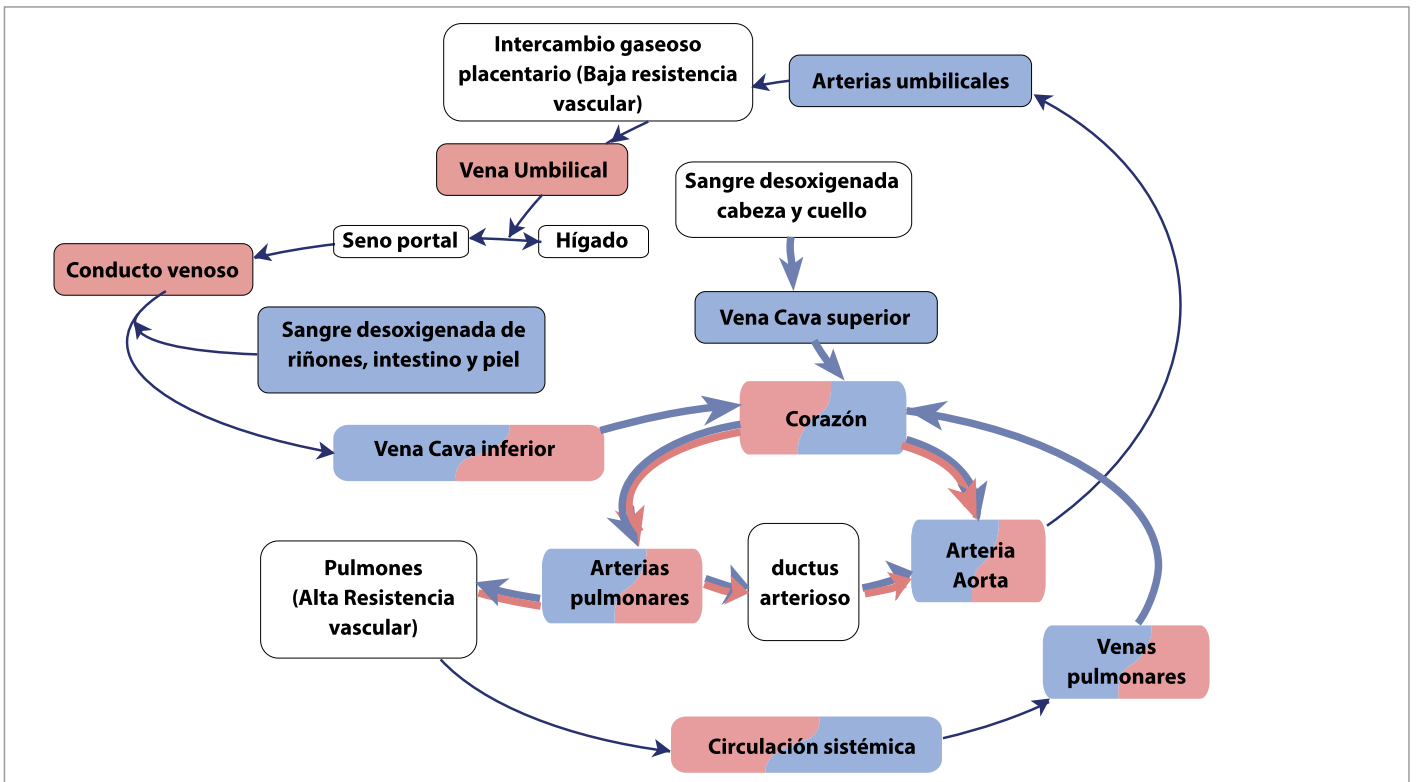 Intercambio gaseoso
placentario (Baja resistencia
vascular)
Arterias umbilicales
Vena Umbilical
Sangre desoxigenada
cabeza y cuello
Seno portal
Hígado
Conducto venoso
Vena Cava superior
Sangre desoxigenada de
riñones, intestino y piel
Corazón
Vena Cava inferior
Pulmones
(Alta Resistencia
vascular)
Arterias
pulmonares
ductus
arterioso
Arteria
Aorta
Venas
pulmonares
Circulación sistémica